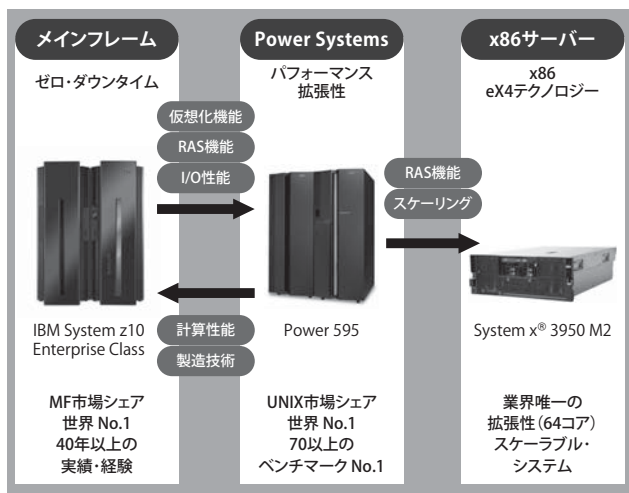 メインフレーム
ゼロ・ダウンタイム
Power Systems
パフォーマンス
拡張性
x86サーバー
x86
eX4テクノロジー
仮想化機能
RAS機能
I/O性能
RAS機能
スケーリング
計算性能
製造技術
IBM System z10
Enterprise Class
Power 595
System x® 3950 M2
MF市場シェア
世界 No.1
40年以上の
実績・経験
UNIX市場シェア
世界 No.1
70以上の
ベンチマーク No.1
業界唯一の
拡張性（64コア）
スケーラブル・
システム